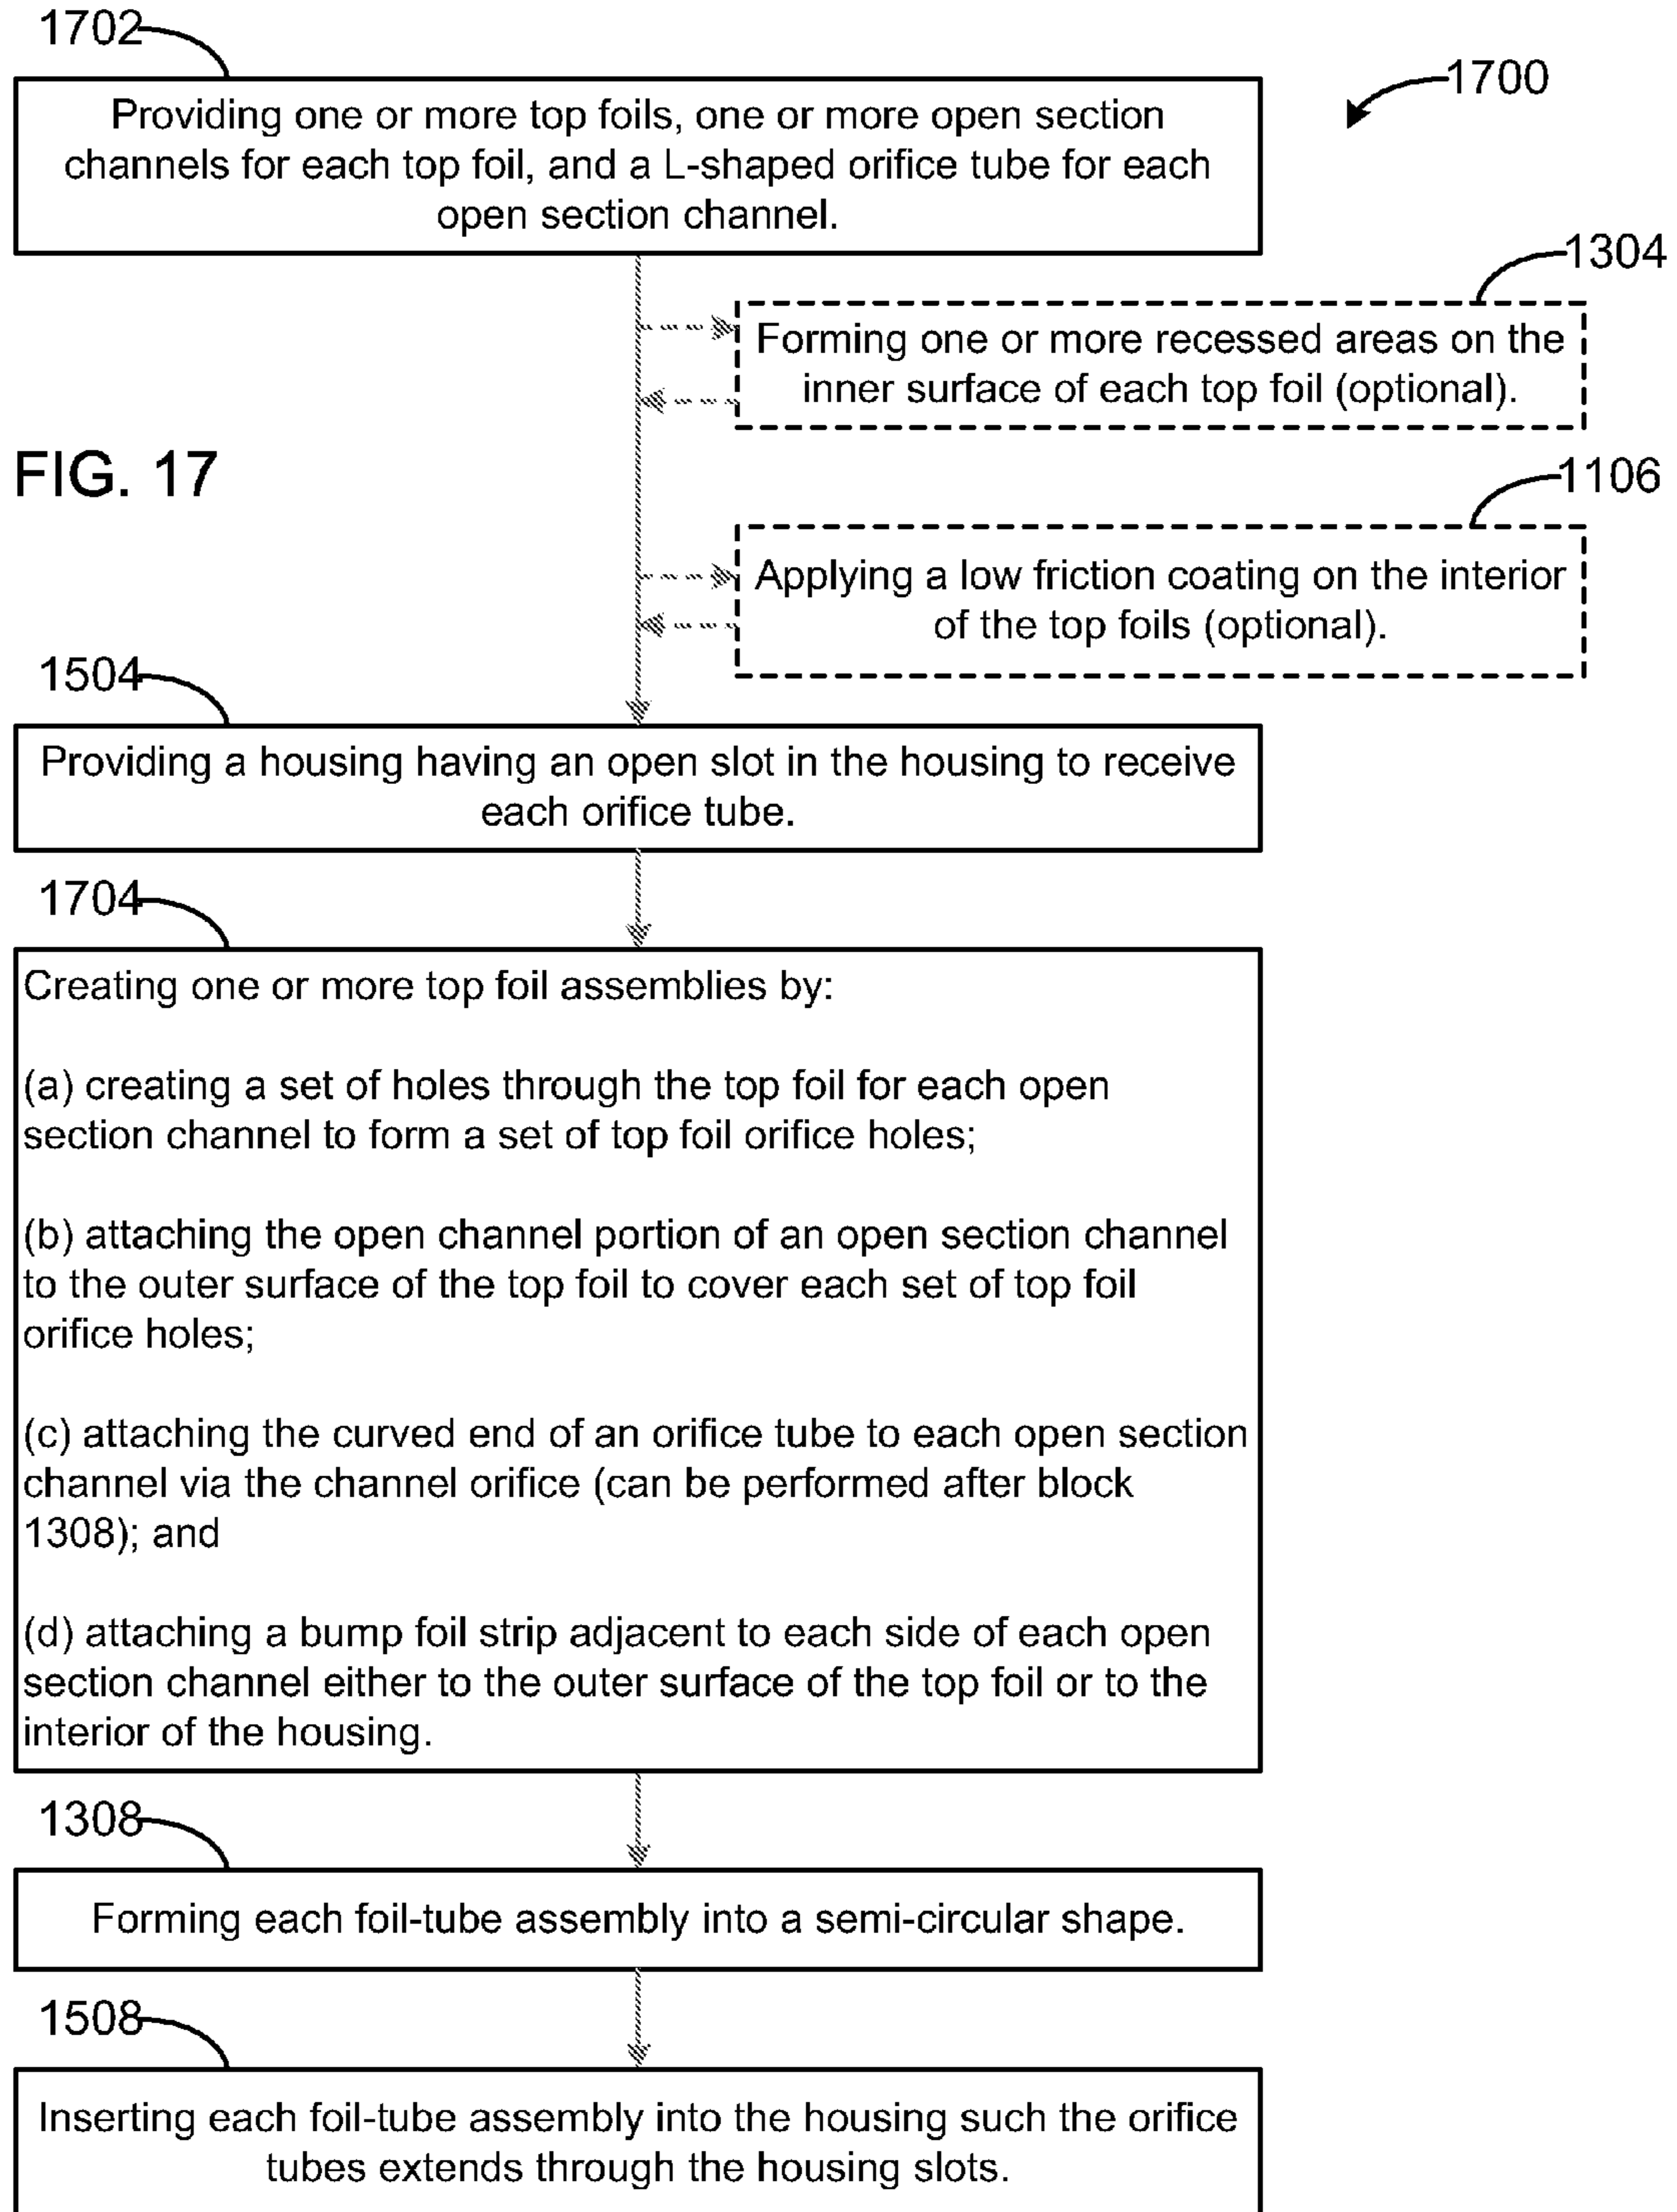 1702
1700
Providing one or more top foils, one or more open section
channels for each top foil, and a L-shaped orifice tube for each
open section channel.
1304
Forming one or more recessed areas on the
inner surface of each top foil (optional).
FIG. 17
1106
Applying a low friction coating on the interior
of the top foils (optional).
1504
Providing a housing having an open slot in the housing to receive
each orifice tube.
1704
Creating one or more top foil assemblies by:
(a) creating a set of holes through the top foil for each open
section channel to form a set of top foil orifice holes;
(b) attaching the open channel portion of an open section channel
to the outer surface of the top foil to cover each set of top foil
orifice holes;
(c) attaching the curved end of an orifice tube to each open section
channel via the channel orifice (can be performed after block
1308); and
(d) attaching a bump foil strip adjacent to each side of each open
section channel either to the outer surface of the top foil or to the
interior of the housing.
1308
Forming each foil-tube assembly into a semi-circular shape.
1508
Inserting each foil-tube assembly into the housing such the orifice
tubes extends through the housing slots.